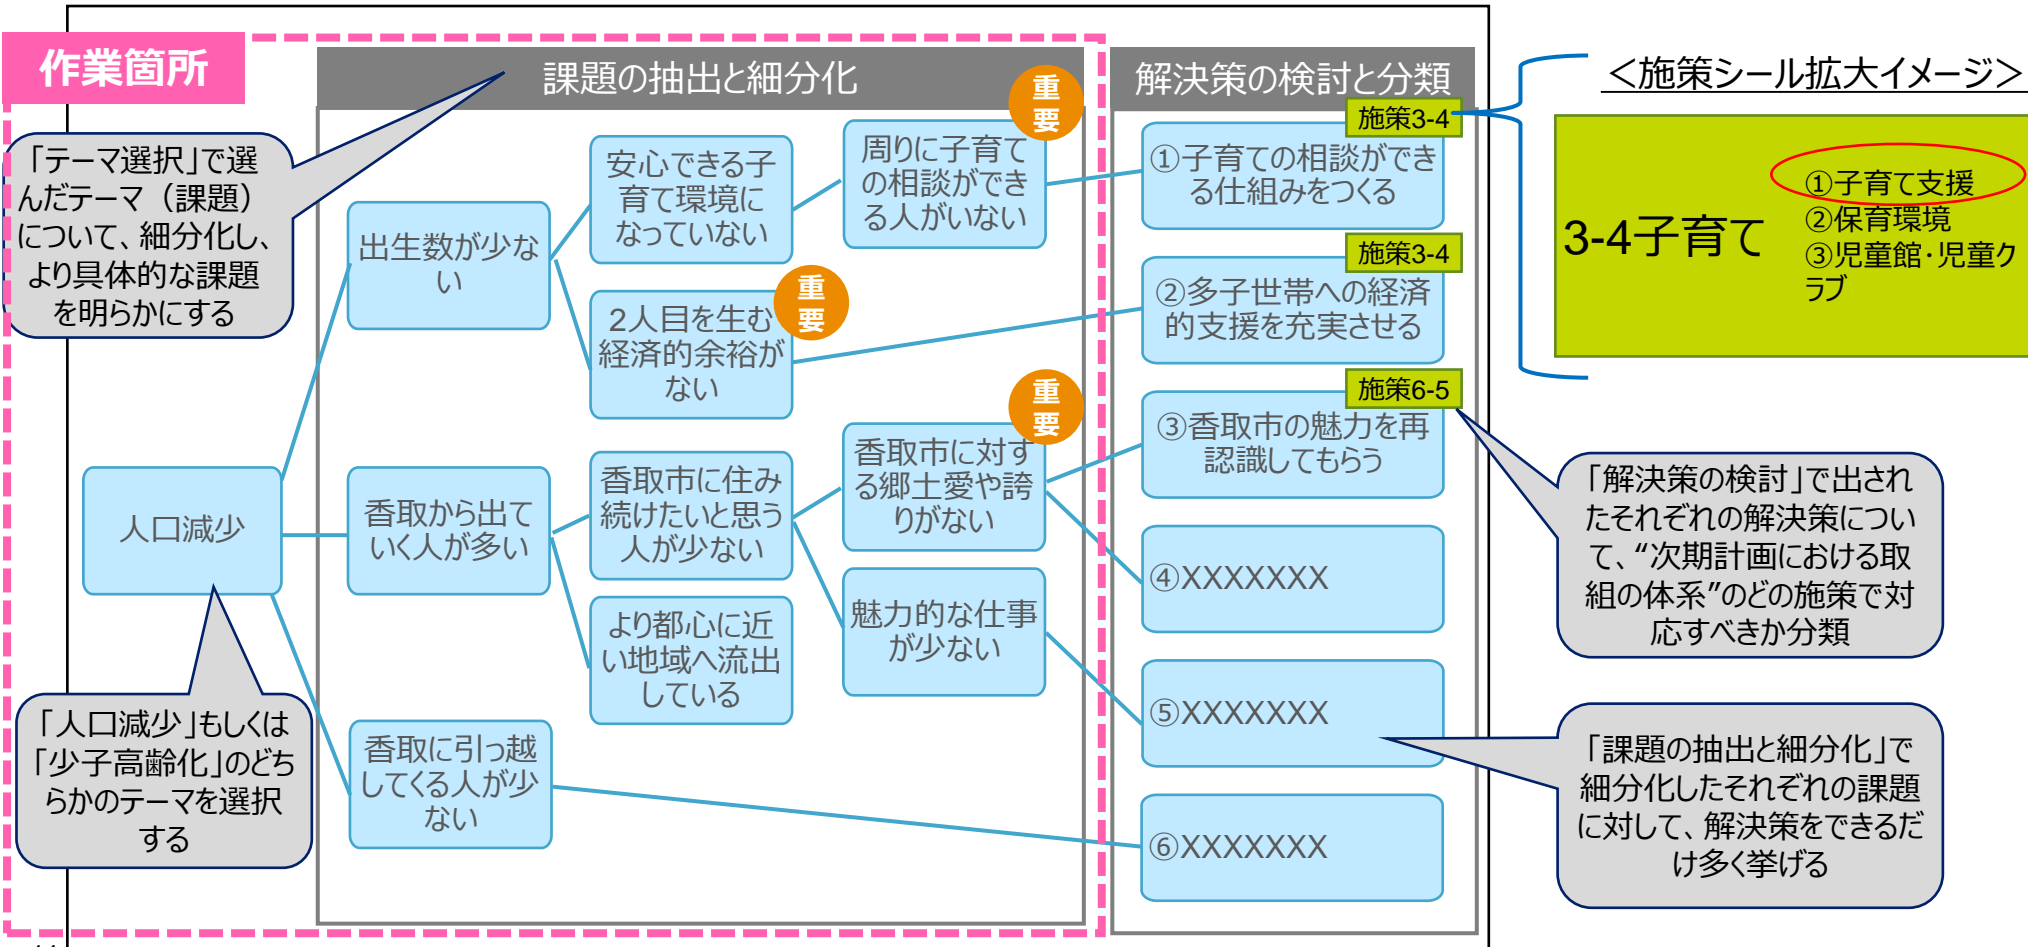 作業箇所
課題の抽出と細分化
解決策の検討と分類
<施策シール拡大イメージ>
「テーマ選択」で選
んだテーマ（課題）
について、細分化し、
より具体的な課題
を明らかにする
「人口減少」もしくは
「少子高齢化」のどち
らかのテーマを選択
する
人口減少
出生数が少な
い
香取から出て
いく人が多い
香取に引っ越
してくる人が少
ない
安心できる子
育て環境に
なっていない
2人目を生む
経済的余裕が
ない
重
要
香取市に住み
続けたいと思う
人が少ない
より都心に近
い地域へ流出
している
周りに子育て
の相談ができ
る人がいない
重
要
香取市に対す
る郷土愛や誇
りがない
重
要
魅力的な仕事
が少ない
施策3-4
①子育ての相談ができ
る仕組みをつくる
施策3-4
②多子世帯への経済
的支援を充実させる
施策6-5
③香取市の魅力を再
認識してもらう
④XXXXXXX
⑤XXXXXXX
⑥XXXXXXX
3-4子育て
①子育て支援
②保育環境
③児童館・児童ク
ラブ
「解決策の検討」で出され
たそれぞれの解決策につい
て、“次期計画における取
組の体系”のどの施策で対
応すべきか分類
「課題の抽出と細分化」で
細分化したそれぞれの課題
に対して、解決策をできるだ
け多く挙げる